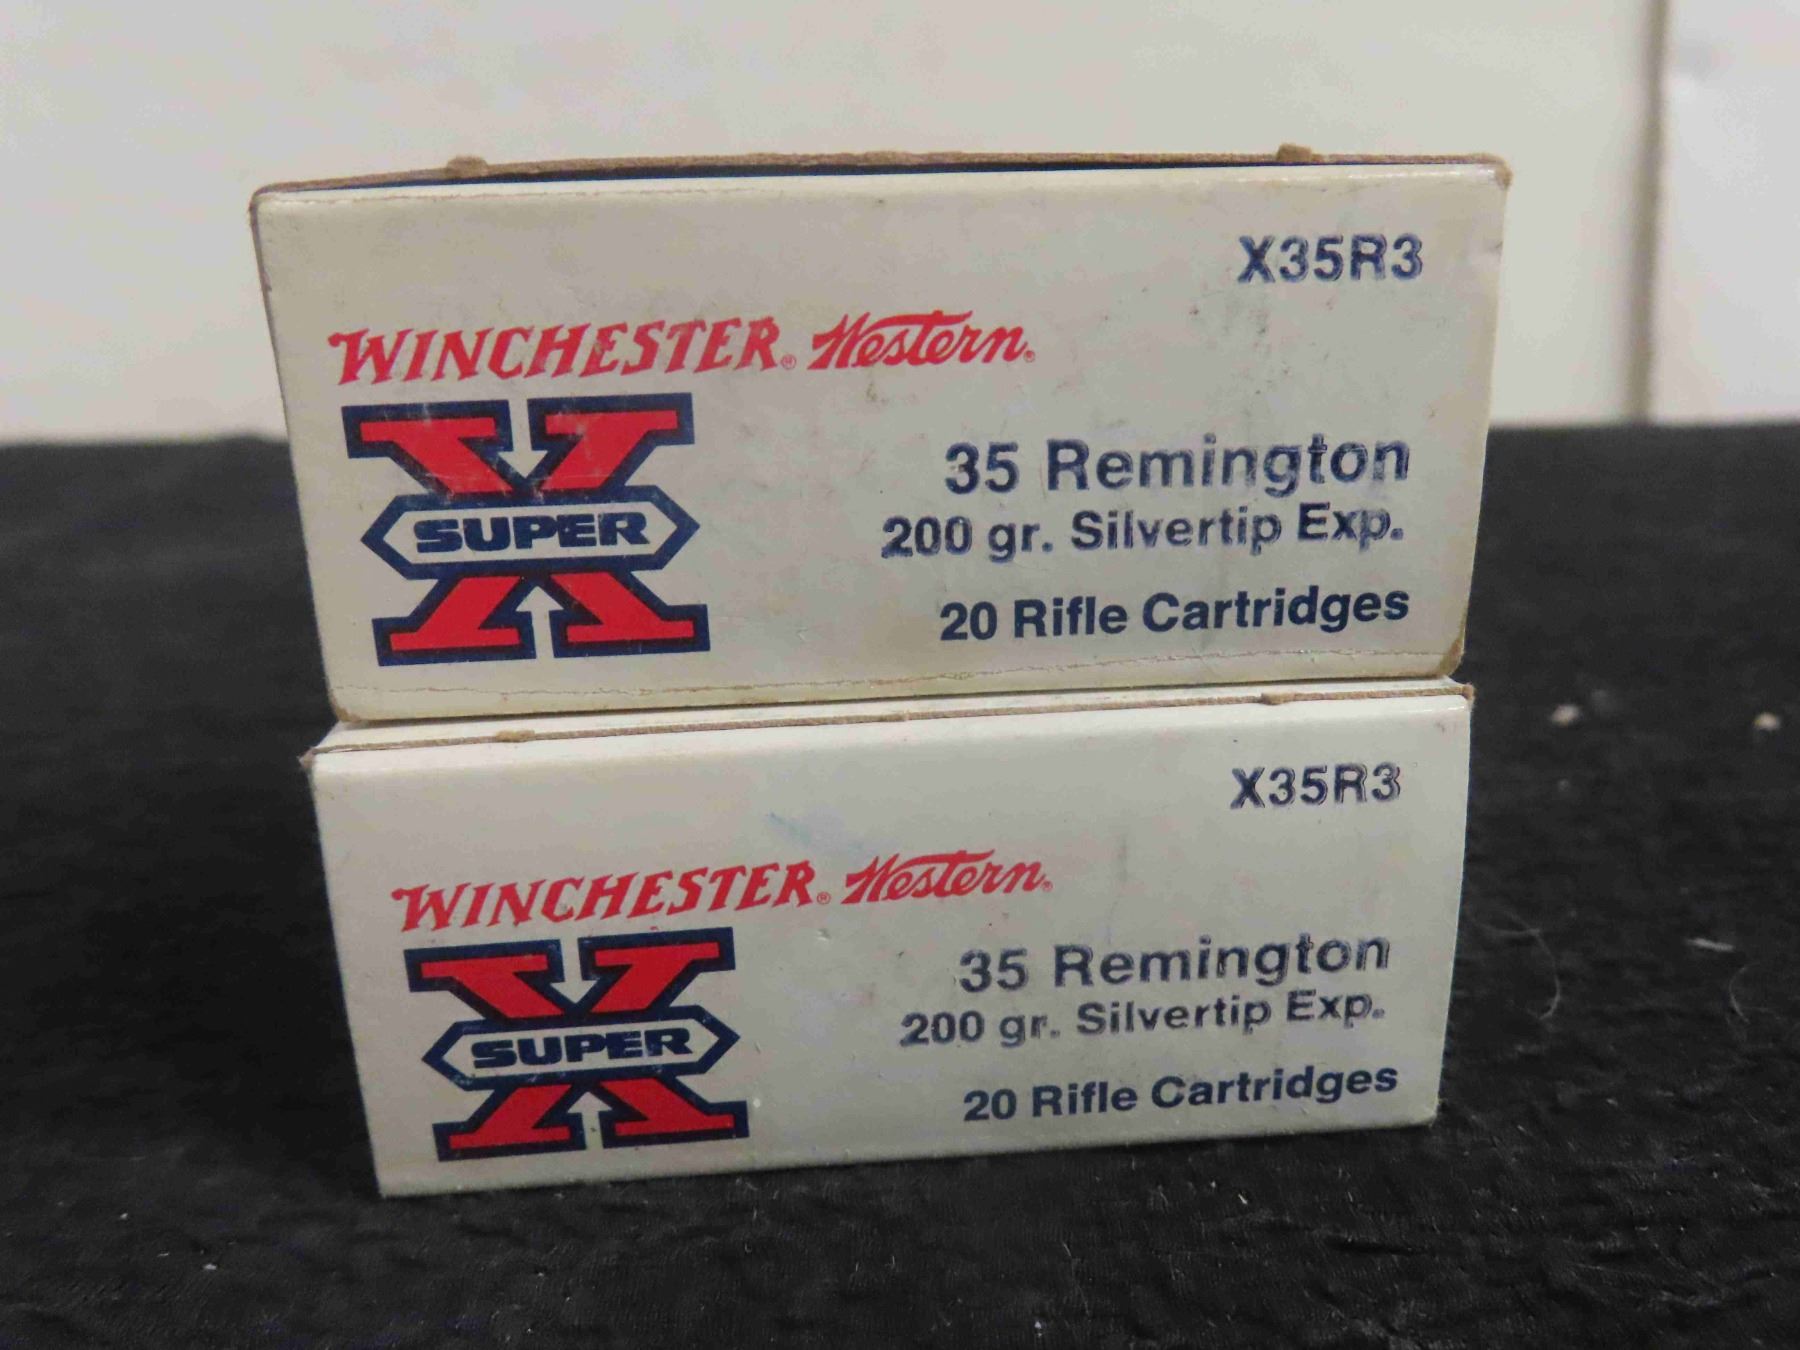 X35R3
WINCHESTER® Western®
SUPER X
35 Remington
200 gr. Silvertip Exp.
20 Rifle Cartridges
X35R3
WINCHESTER® Western®
SUPER X
35 Remington
200 gr. Silvertip Exp.
20 Rifle Cartridges